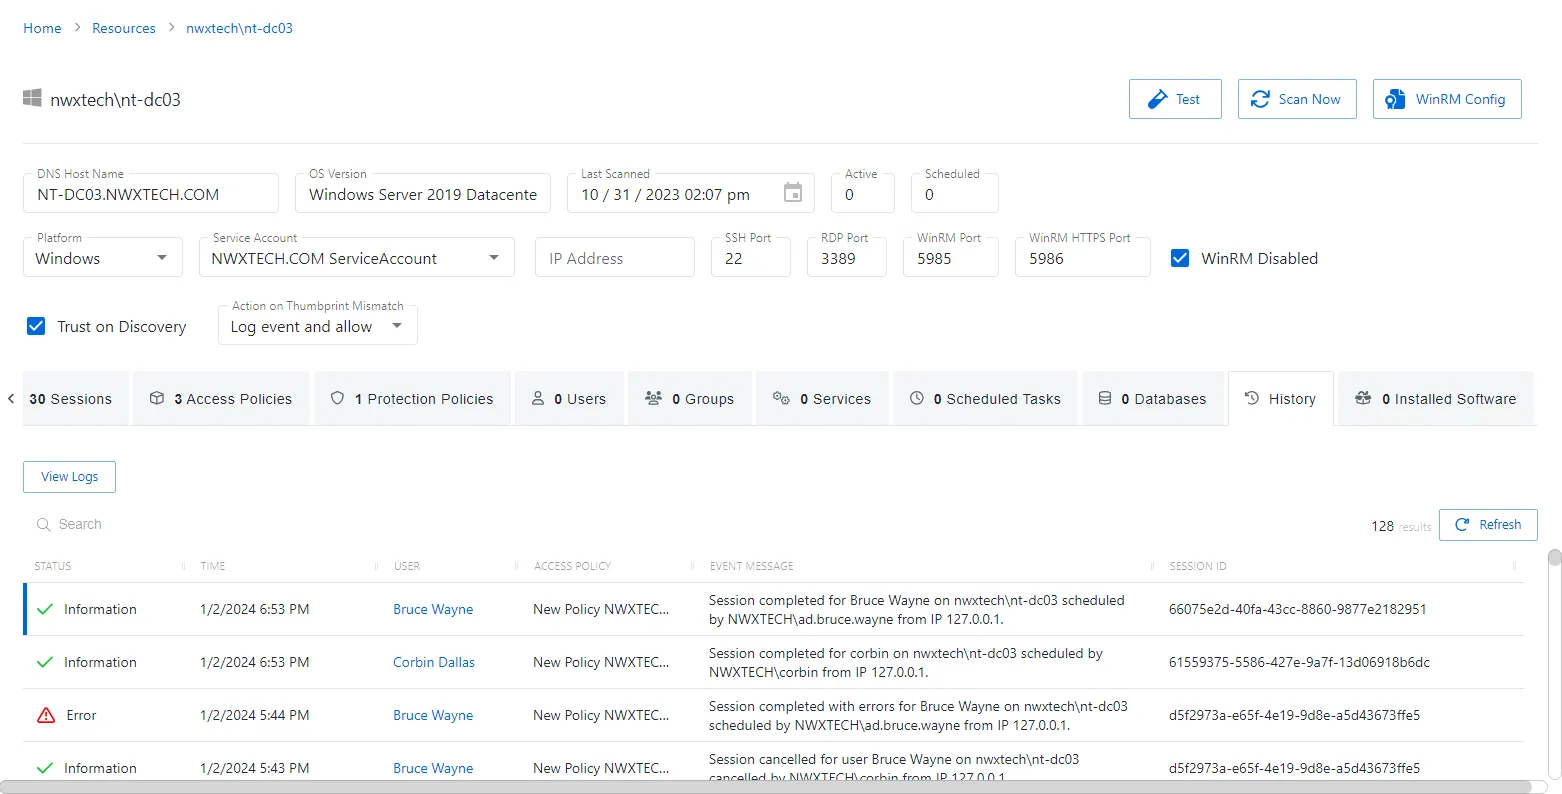 Home > Resources > nwxtech\nt-dc03
nwxtech\nt-dc03
Test
Scan Now
WinRM Config
DNS Host Name
NT-DC03.NWXTECH.COM
OS Version
Windows Server 2019 Datacente
Last Scanned
10 / 31 / 2023 02:07 pm
Active
0
Scheduled
0
Platform
Windows
Service Account
NWXTECH.COM ServiceAccount
IP Address
SSH Port
22
RDP Port
3389
WinRM Port
5985
WinRM HTTPS Port
5986
WinRM Disabled
Trust on Discovery
Action on Thumbprint Mismatch
Log event and allow
30 Sessions
3 Access Policies
1 Protection Policies
0 Users
0 Groups
0 Services
0 Scheduled Tasks
0 Databases
History
0 Installed Software
View Logs
Search
128 results
Refresh
STATUS TIME USER ACCESS POLICY EVENT MESSAGE SESSION ID
Information 1/2/2024 6:53 PM Bruce Wayne New Policy NWXTEC... Session completed for Bruce Wayne on nwxtech\nt-dc03 scheduled
by NWXTECH\ad.bruce.wayne from IP 127.0.0.1. 66075e2d-40fa-43cc-8860-9877e2182951
Information 1/2/2024 6:53 PM Corbin Dallas New Policy NWXTEC... Session completed for corbin on nwxtech\nt-dc03 scheduled by
NWXTECH\corbin from IP 127.0.0.1. 61559375-5586-427e-9a7f-13d06918b6dc
Error 1/2/2024 5:44 PM Bruce Wayne New Policy NWXTEC... Session completed with errors for Bruce Wayne on nwxtech\nt-dc03
scheduled by NWXTECH\ad.bruce.wayne from IP 127.0.0.1. d5f2973a-e65f-4e19-9d8e-a5d43673ffe5
Information 1/2/2024 5:43 PM Bruce Wayne New Policy NWXTEC... Session cancelled for user Bruce Wayne on nwxtech\nt-dc03
cancelled by NWXTECH\corbin from IP 127.0.0.1. d5f2973a-e65f-4e19-9d8e-a5d43673ffe5